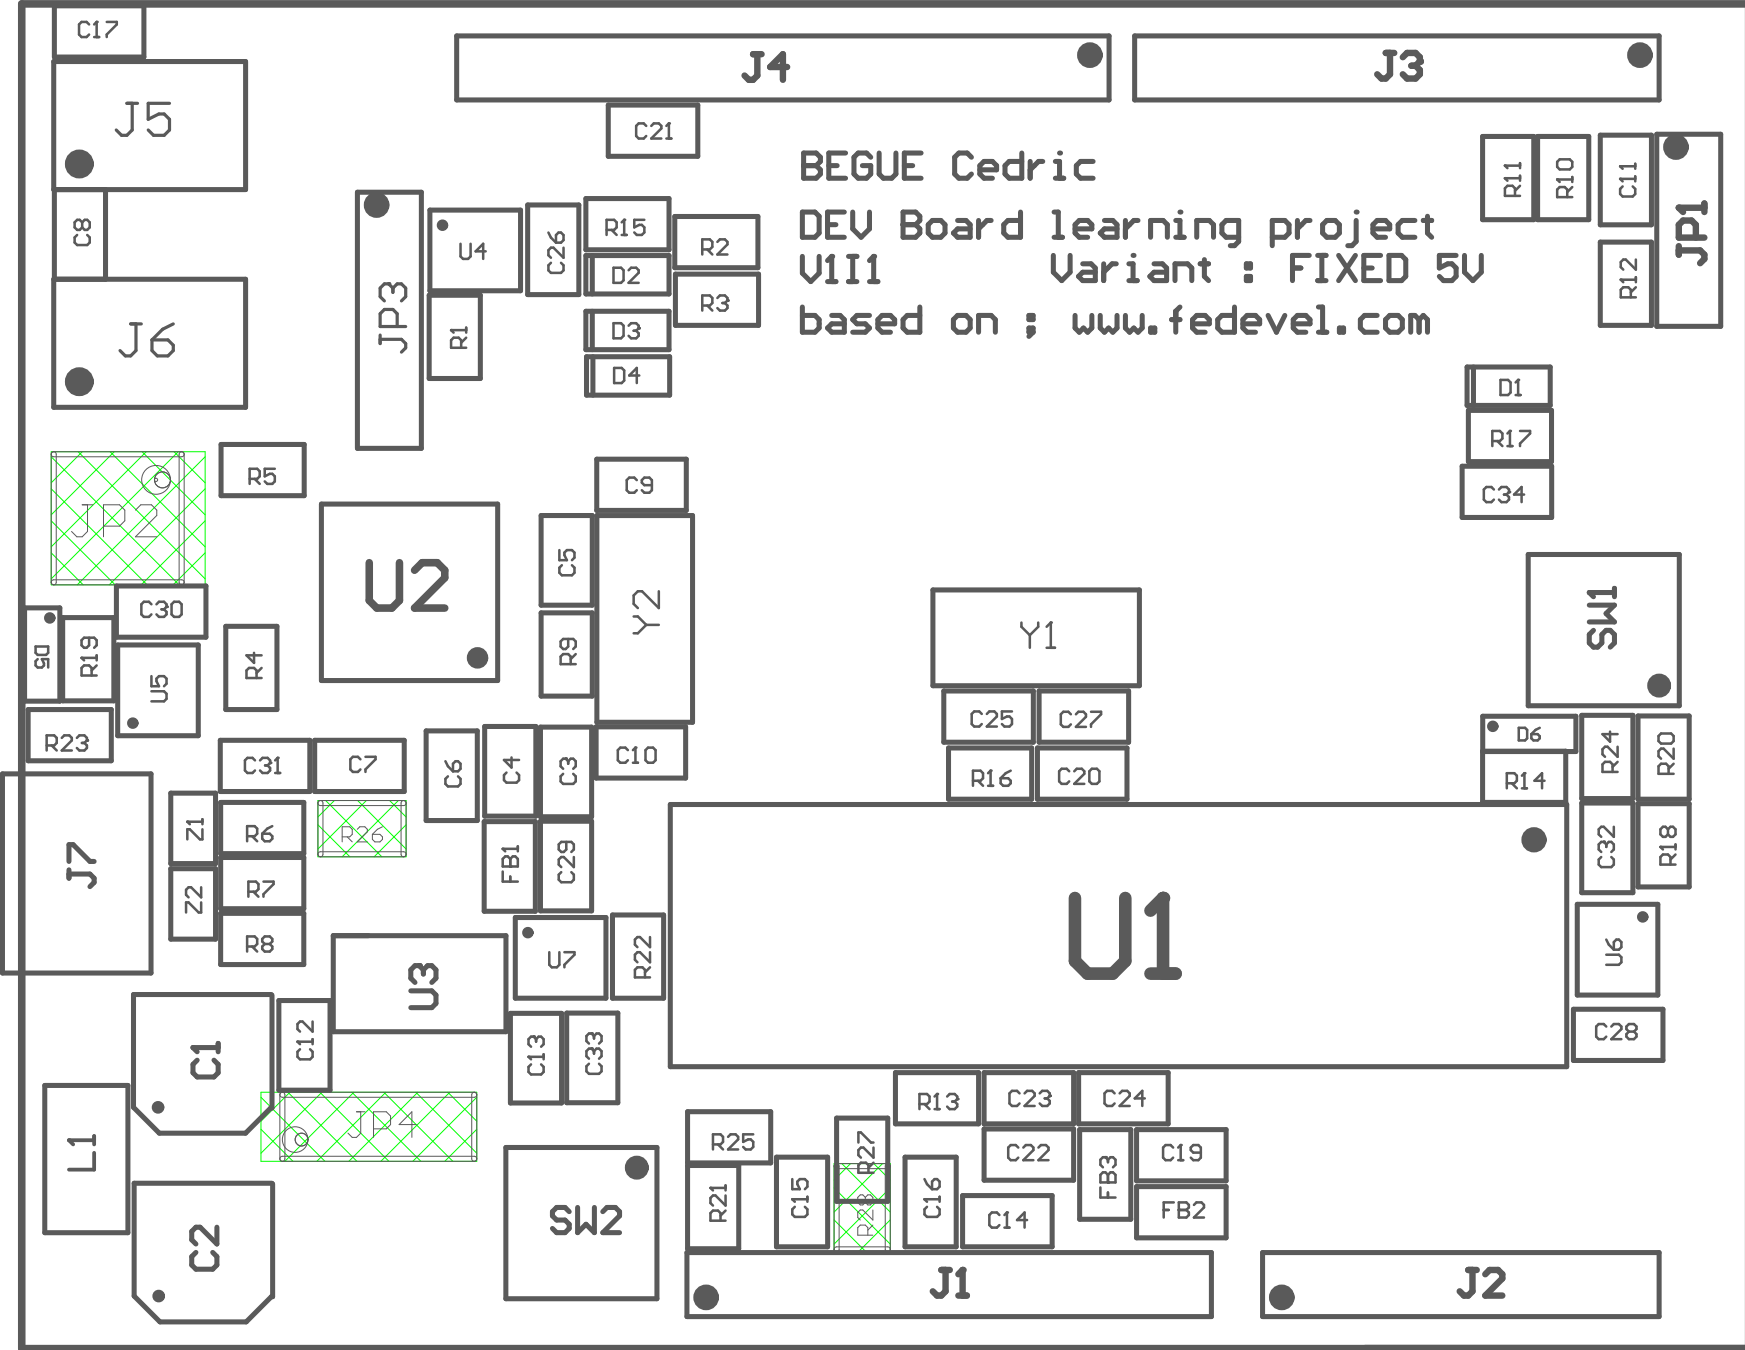 C17
J4
J3
J5
C21
BEGUE Cedric
R11
R10
C11
C8
JP1
R15
DEV Board learning project
U4
C26
R2
V1I1
Variant : FIXED 5V
D2
R12
R3
JP3
based on ; www.fedevel.com
D3
J6
R1
D4
D1
R17
R5
C9
C34
JP2
C5
U2
Y2
C30
SW1
Y1
D5
R19
R4
R9
U5
C25
C27
D6
R24
R20
R23
C31
C7
C6
C4
C3
C10
R16
C20
R14
Z1
R6
R26
J7
FB1
C29
C32
R18
R7
Z2
R8
U1
U7
R22
U6
U3
C12
C1
C13
C33
C28
R13
C23
C24
JP4
L1
R25
R27
C22
FB3
C19
R21
C15
R28
C16
C14
FB2
SW2
C2
J1
J2